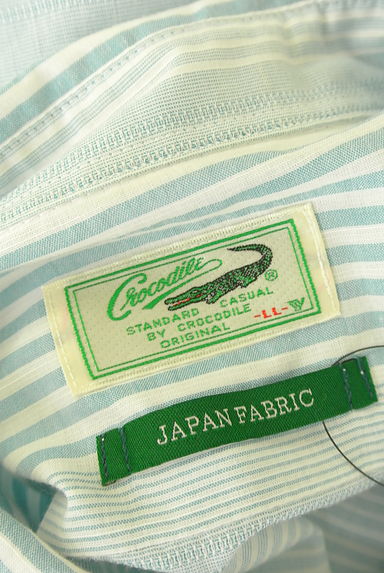 Crocodile®
STANDARD CASUAL
BY CROCODILE
ORIGINAL
-LL-
JAPAN FABRIC